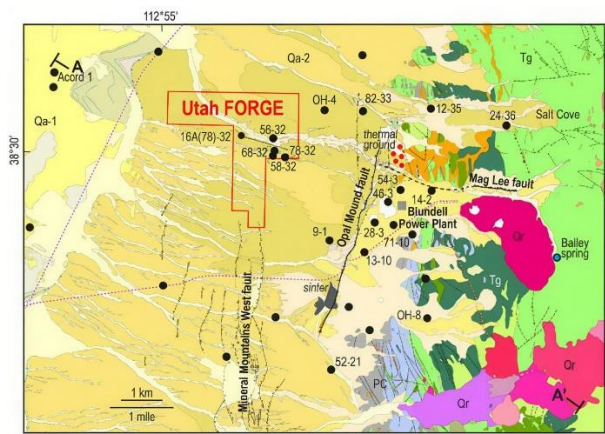 112°55'
A
Acord 1
Qa-2
Tg
Utah FORGE
OH-4
82-33
12-35
24-36
Salt Cove
Qa-1
16A(78)-32
56-32
thermal
ground
38°30'
68-32
78-32
58-32
Mag Lee fault
54-3
46-3
14-2
Opal Mound fault
Blundell
Power Plant
28-3
71-10
Qr
Bailey
spring
9-1
13-10
Tg
sinter
Mineral Mountains West fault
OH-8
52-21
PC
Qr
Qr
A'
1 km
1 mile